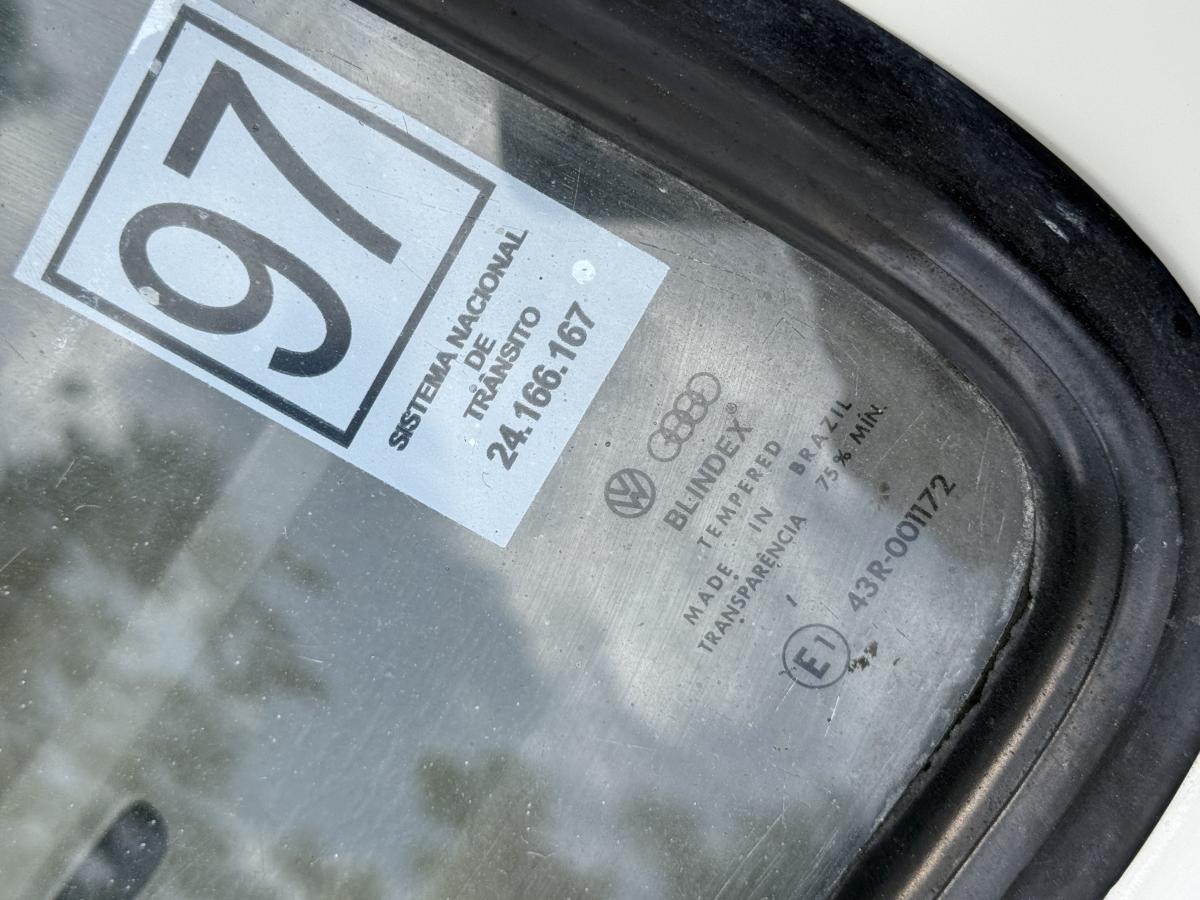 97
SISTEMA NACIONAL
DE
TRÂNSITO
24.166.167
VW
BLINDEX®
TEMPERED
MADE IN BRAZIL
TRANSPARÊNCIA 75% MIN.
/
E1 43R-001172